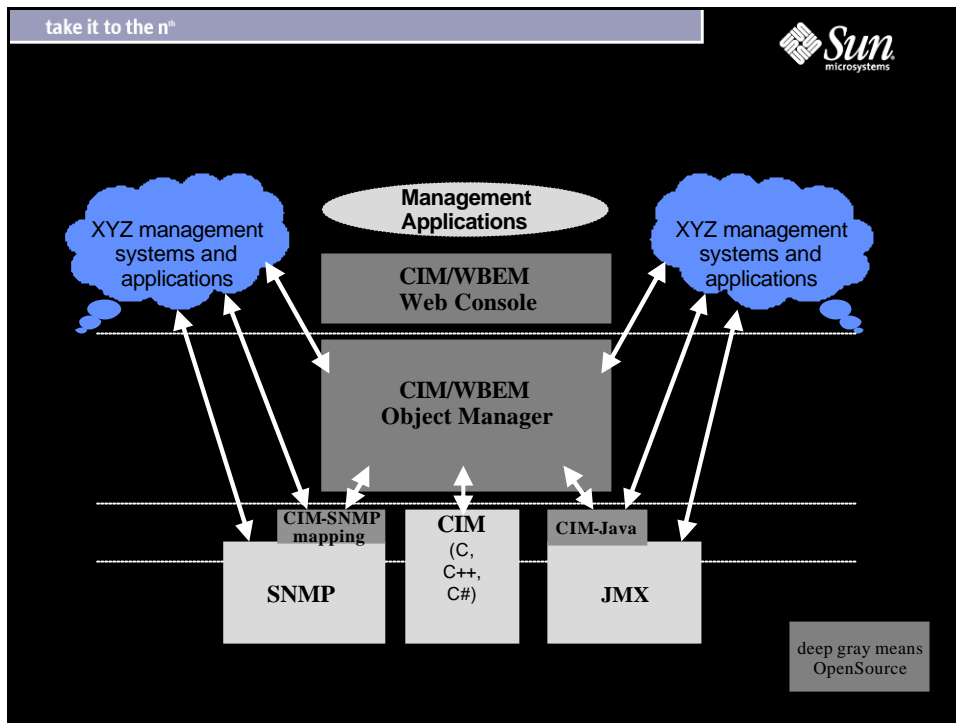 take it to the nth
Sun
microsystems
XYZ management
systems and
applications
Management
Applications
XYZ management
systems and
applications
CIM/WBEM
Web Console
CIM/WBEM
Object Manager
CIM-SNMP
mapping
SNMP
CIM
(C,
C++,
C#)
CIM-Java
JMX
deep gray means
OpenSource